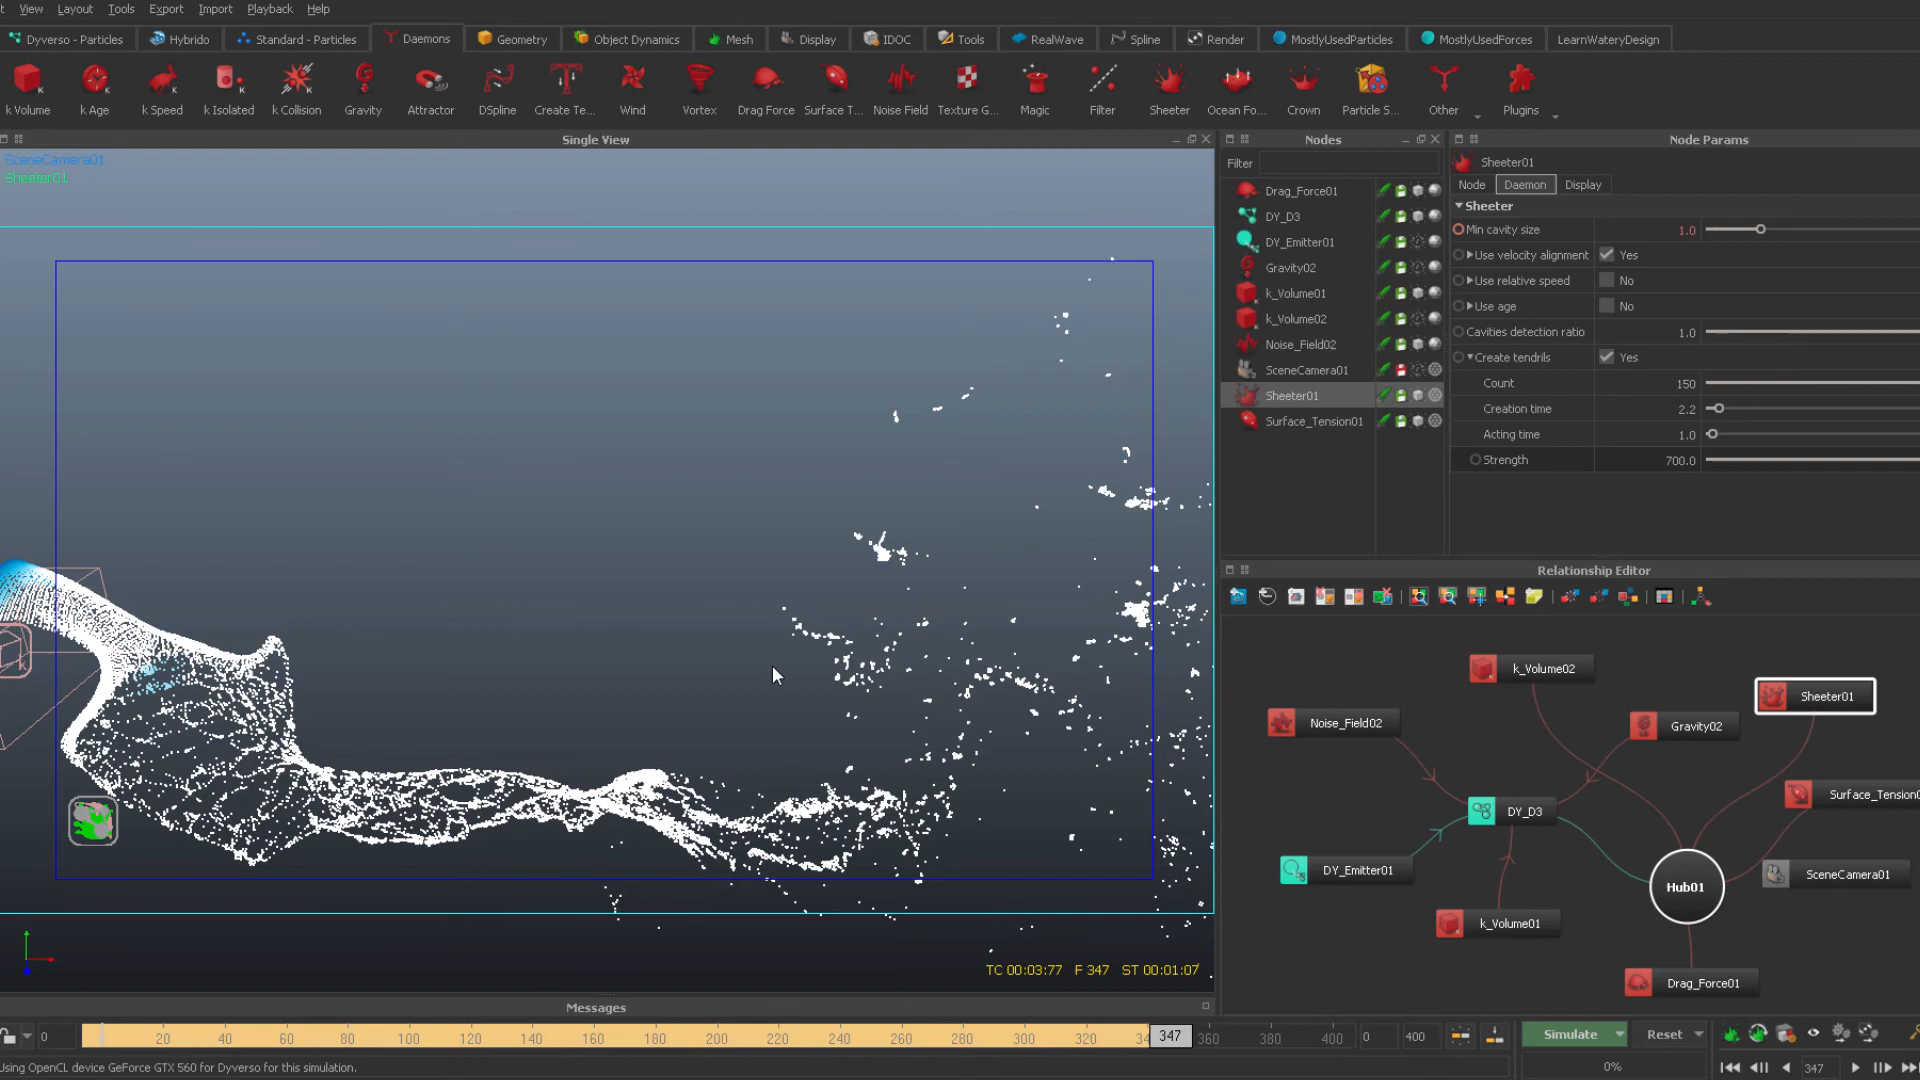 View Layout Tools Export Import Playback Help
Dyverso - Particles Hybrido Standard - Particles Daemons Geometry Object Dynamics Mesh Display IDOC Tools RealWave Spline Render MostlyUsedParticles MostlyUsedForces LearnWateryDesign
k Volume k Age k Speed k Isolated k Collision Gravity Attractor DSpline Create Te... Wind Vortex Drag Force Surface T... Noise Field Texture G... Magic Filter Sheeter Ocean Fo... Crown Particle S... Other Plugins
Single View
SceneCamera01
Sheeter01
TC 00:03:77 F 347 ST 00:01:07
Nodes
Filter
Drag_Force01
DY_D3
DY_Emitter01
Gravity02
k_Volume01
k_Volume02
Noise_Field02
SceneCamera01
Sheeter01
Surface_Tension01
Node Params
Sheeter01
Node Daemon Display
Sheeter
Min cavity size 1.0
Use velocity alignment Yes
Use relative speed No
Use age No
Cavities detection ratio 1.0
Create tendrils Yes
Count 150
Creation time 2.2
Acting time 1.0
Strength 700.0
Relationship Editor
k_Volume02
Sheeter01
Noise_Field02
Gravity02
Surface_Tension0
DY_D3
DY_Emitter01
SceneCamera01
Hub01
k_Volume01
Drag_Force01
Messages
0 20 40 60 80 100 120 140 160 180 200 220 240 260 280 300 320 34 347 360 380 400 0 400
Simulate Reset
Using OpenCL device GeForce GTX 560 for Dyverso for this simulation.
0% 347